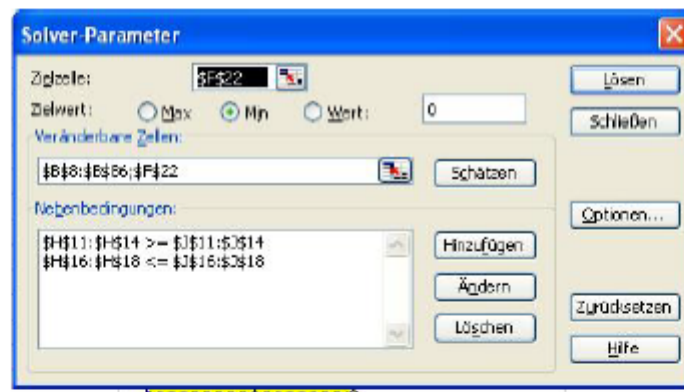 Solver-Parameter
Zielzelle: $F$22
Lösen
Zielwert: Max Min Wert: 0
Schließen
Veränderbare Zellen:
$B$8:$B$86;$F$22
Schätzen
Nebenbedingungen:
Optionen...
$H$11:$H$14 >= $J$11:$J$14
$H$16:$H$18 <= $J$16:$J$18
Hinzufügen
Ändern
Löschen
Zurücksetzen
Hilfe